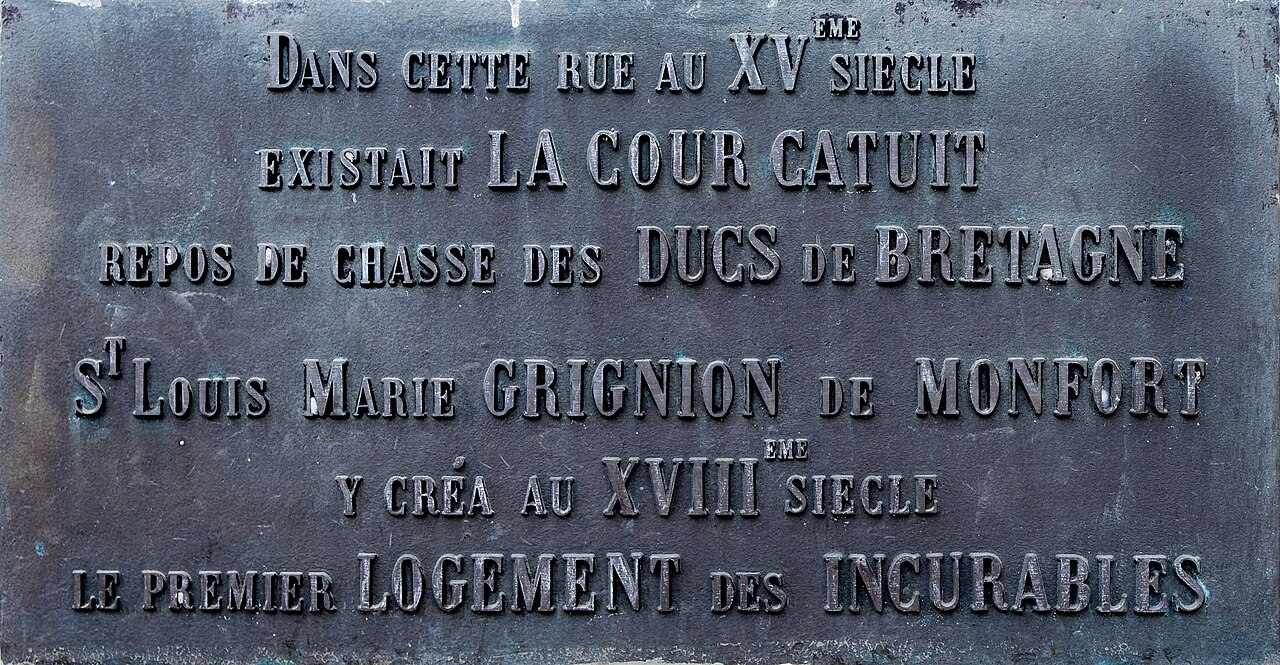 DANS CETTE RUE AU XVEME SIECLE
EXISTAIT LA COUR CATUIT
REPOS DE CHASSE DES DUCS DE BRETAGNE
ST LOUIS MARIE GRIGNION DE MONFORT
Y CRÉA AU XVIIIEME SIECLE
LE PREMIER LOGEMENT DES INCURABLES